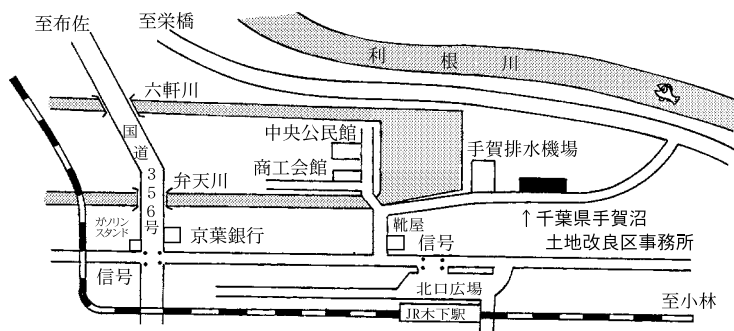 至布佐
至栄橋
利根川
六軒川
国道356号
中央公民館
商工会館
手賀排水機場
弁天川
ガソリン
スタンド
京葉銀行
靴屋
信号
↑千葉県手賀沼
土地改良区事務所
信号
北口広場
至小林
JR木下駅